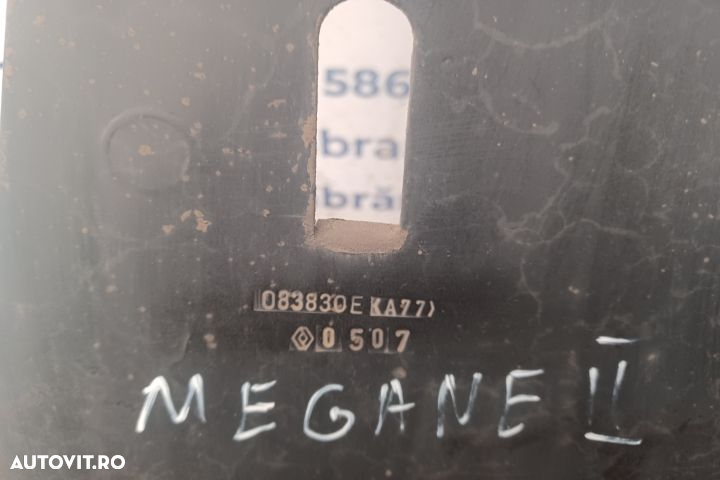 586
bra
bră
083830E KA77)
0507
MEGANE II
AUTOVIT.RO